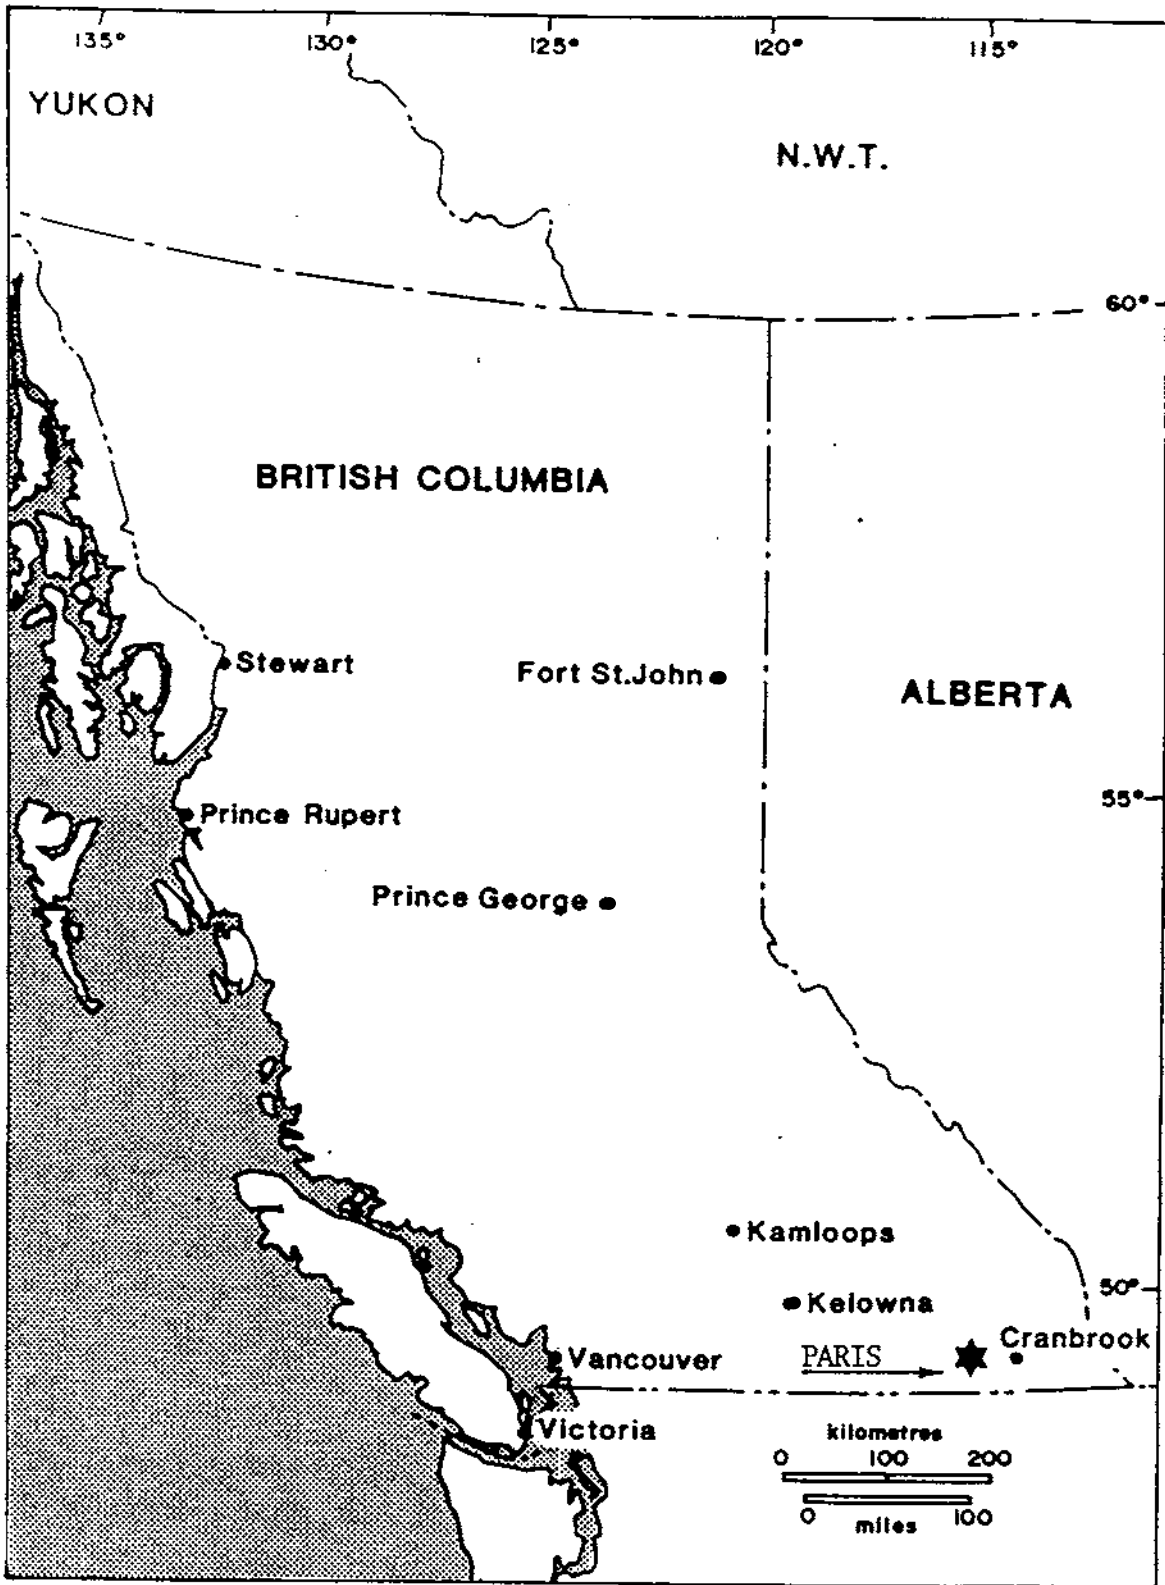 135° 130° 125° 120° 115°
YUKON
N.W.T.
60°
BRITISH COLUMBIA
Stewart
Fort St.John
ALBERTA
55°
Prince Rupert
Prince George
Kamloops
50°
Kelowna
Cranbrook
PARIS
Vancouver
Victoria
kilometres
0 100 200
0 100
miles